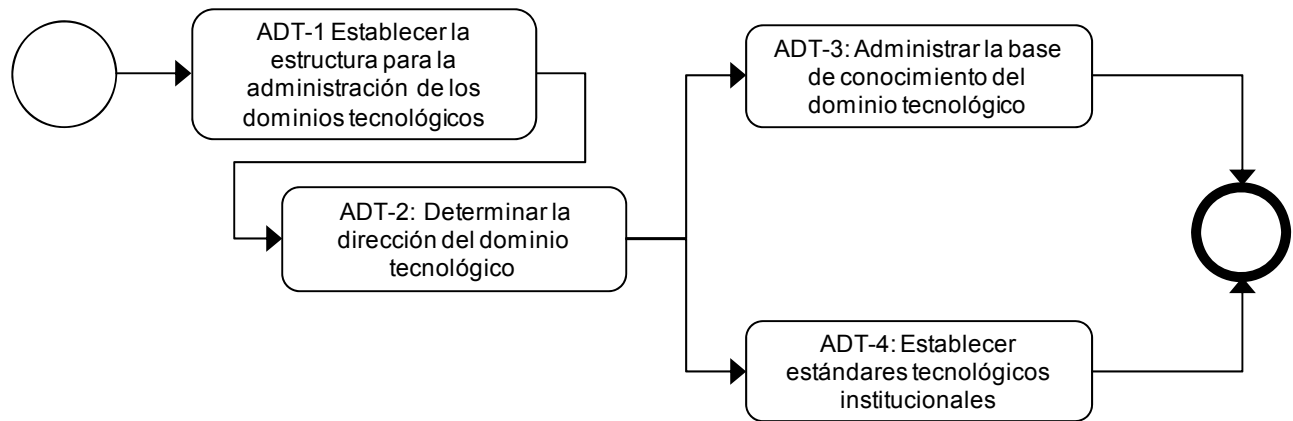 ADT-1 Establecer la
estructura para la
administración de los
dominios tecnológicos
ADT-2: Determinar la
dirección del dominio
tecnológico
ADT-3: Administrar la base
de conocimiento del
dominio tecnológico
ADT-4: Establecer
estándares tecnológicos
institucionales